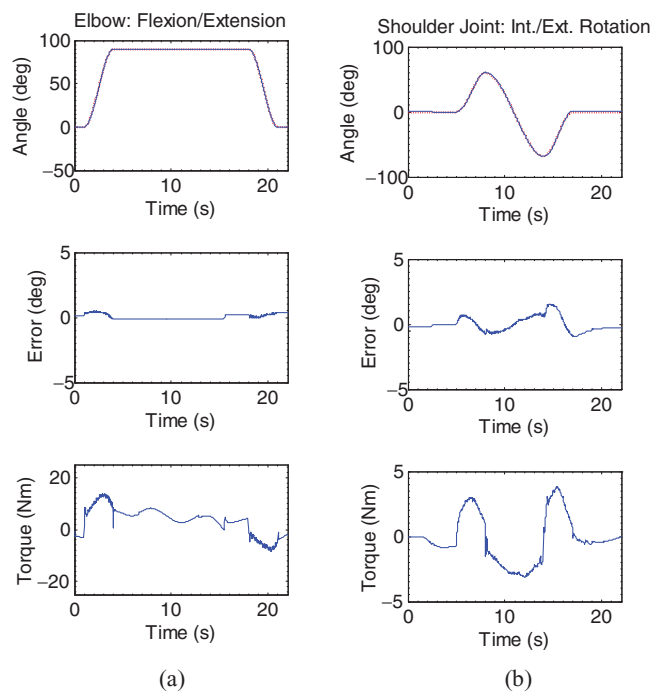 Elbow: Flexion/Extension
100
50
0
−50
Angle (deg)
0 10 20
Time (s)
5
0
−5
Error (deg)
0 10 20
Time (s)
20
0
−20
Torque (Nm)
0 10 20
Time (s)
(a)
Shoulder Joint: Int./Ext. Rotation
100
0
−100
Angle (deg)
0 10 20
Time (s)
5
0
−5
Error (deg)
0 10 20
Time (s)
5
0
−5
Torque (Nm)
0 10 20
Time (s)
(b)